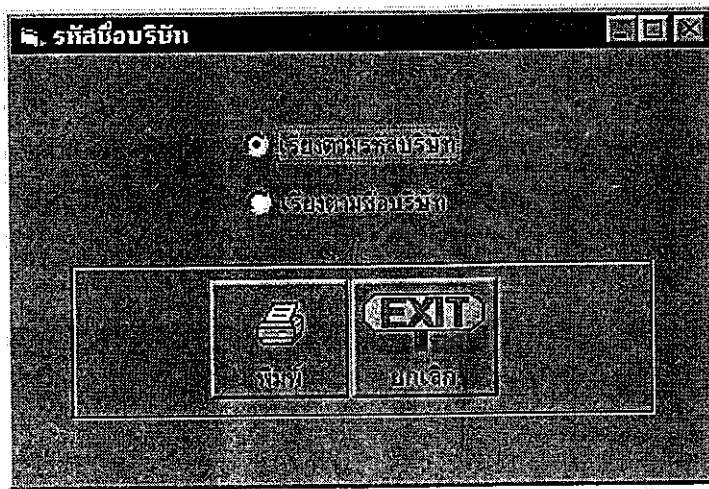 รหัสชื่อบริษัท
เรียงตามรหัสบริษัท
เรียงตามชื่อบริษัท
EXIT
พิมพ์
ยกเลิก